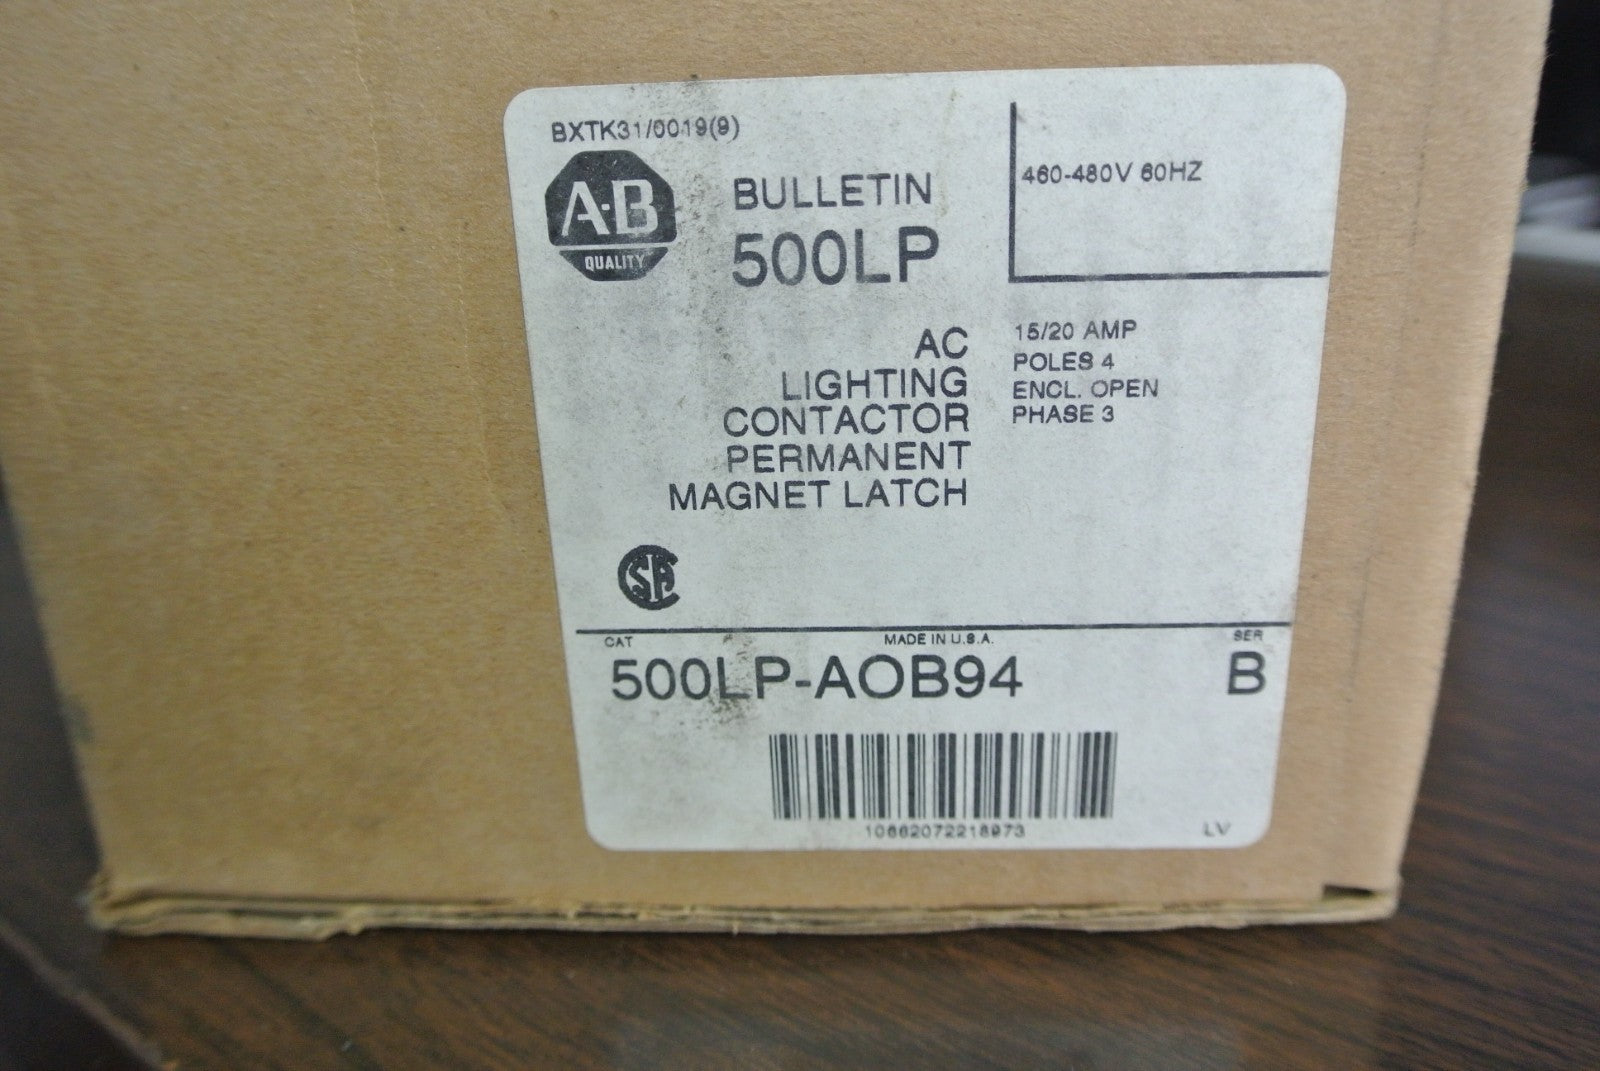 BXTK31/0019(9)
A-B
QUALITY
BULLETIN
500LP
460-480V 60HZ
AC
LIGHTING
CONTACTOR
PERMANENT
MAGNET LATCH
15/20 AMP
POLES 4
ENCL. OPEN
PHASE 3
CAT
MADE IN U.S.A.
SER
500LP-AOB94
B
10662072218973
LV